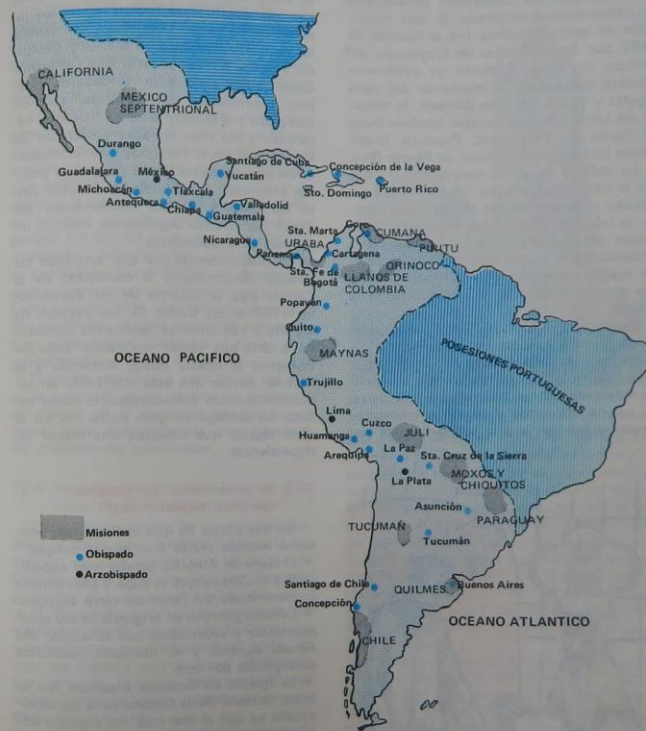 CALIFORNIA
MEXICO
SEPTENTRIONAL
Durango
Guadalajara
México
Michoacán
Tlaxcala
Antequera
Chiapa
Guatemala
Valladolid
Yucatán
Santiago de Cuba
Concepción de la Vega
Sto. Domingo
Puerto Rico
Nicaragua
Panamá
URABA
Sta. Marta
Coro
CUMANA
PIRITU
Cartagena
ORINOCO
Sta. Fe de
Bogotá
LLANOS DE
COLOMBIA
Popayán
Quito
OCEANO PACIFICO
MAYNAS
POSESIONES PORTUGUESAS
Trujillo
Lima
Cuzco
Huamanga
JULI
Arequipa
La Paz
Sta. Cruz de la Sierra
La Plata
MOXOS Y
CHIQUITOS
Asunción
PARAGUAY
TUCUMAN
Tucumán
Misiones
Obispado
Arzobispado
Santiago de Chile
QUILMES
Buenos Aires
Concepción
OCEANO ATLANTICO
CHILE